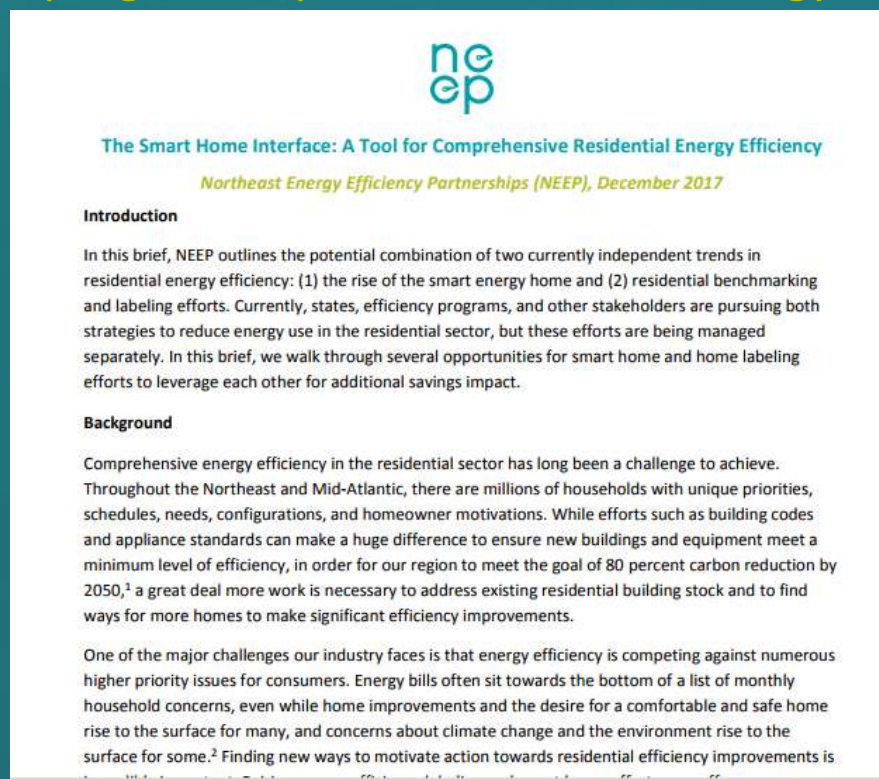 ne
ep
The Smart Home Interface: A Tool for Comprehensive Residential Energy Efficiency
Northeast Energy Efficiency Partnerships (NEEP), December 2017
Introduction
In this brief, NEEP outlines the potential combination of two currently independent trends in
residential energy efficiency: (1) the rise of the smart energy home and (2) residential benchmarking
and labeling efforts. Currently, states, efficiency programs, and other stakeholders are pursuing both
strategies to reduce energy use in the residential sector, but these efforts are being managed
separately. In this brief, we walk through several opportunities for smart home and home labeling
efforts to leverage each other for additional savings impact.
Background
Comprehensive energy efficiency in the residential sector has long been a challenge to achieve.
Throughout the Northeast and Mid-Atlantic, there are millions of households with unique priorities,
schedules, needs, configurations, and homeowner motivations. While efforts such as building codes
and appliance standards can make a huge difference to ensure new buildings and equipment meet a
minimum level of efficiency, in order for our region to meet the goal of 80 percent carbon reduction by
2050,¹ a great deal more work is necessary to address existing residential building stock and to find
ways for more homes to make significant efficiency improvements.
One of the major challenges our industry faces is that energy efficiency is competing against numerous
higher priority issues for consumers. Energy bills often sit towards the bottom of a list of monthly
household concerns, even while home improvements and the desire for a comfortable and safe home
rise to the surface for many, and concerns about climate change and the environment rise to the
surface for some.² Finding new ways to motivate action towards residential efficiency improvements is